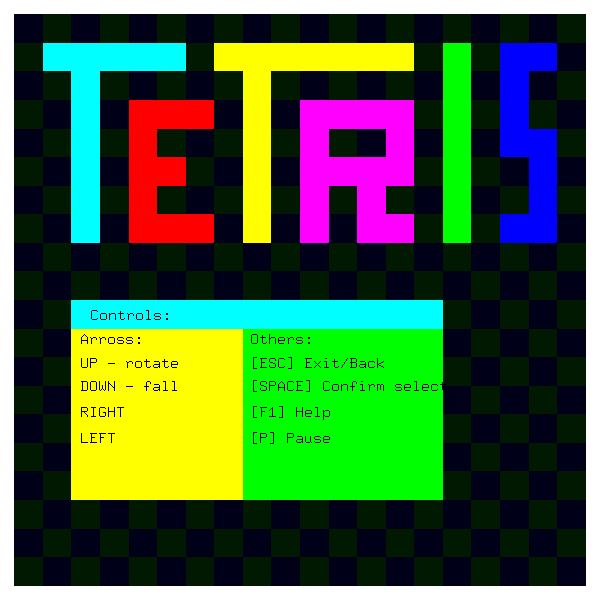 TETRIS
Controls:
Arross:
UP - rotate
DOWN - fall
RIGHT
LEFT
Others:
[ESC] Exit/Back
[SPACE] Confirm select
[F1] Help
[P] Pause